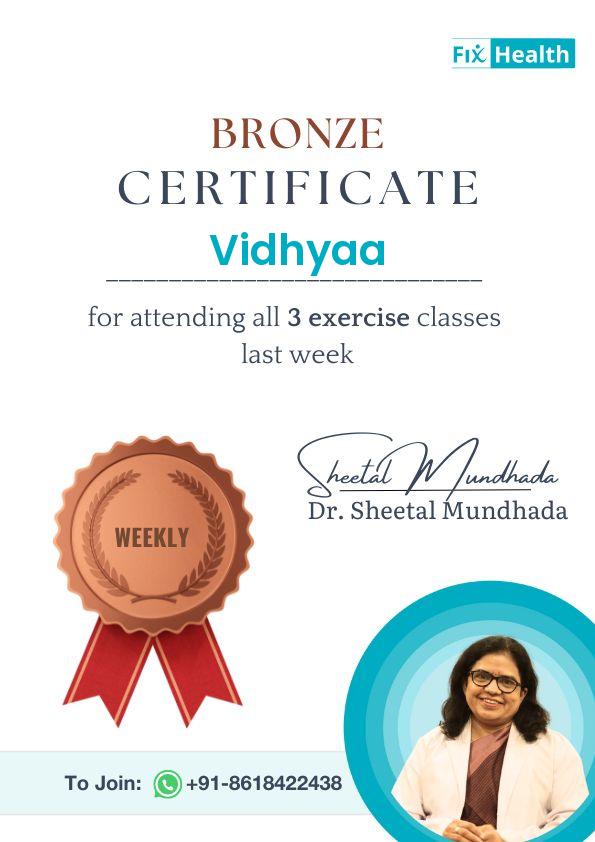 Fix Health
BRONZE
CERTIFICATE
Vidhyaa
______________________________
for attending all 3 exercise classes
last week
WEEKLY
Sheetal Mundhada
Dr. Sheetal Mundhada
To Join: +91-8618422438